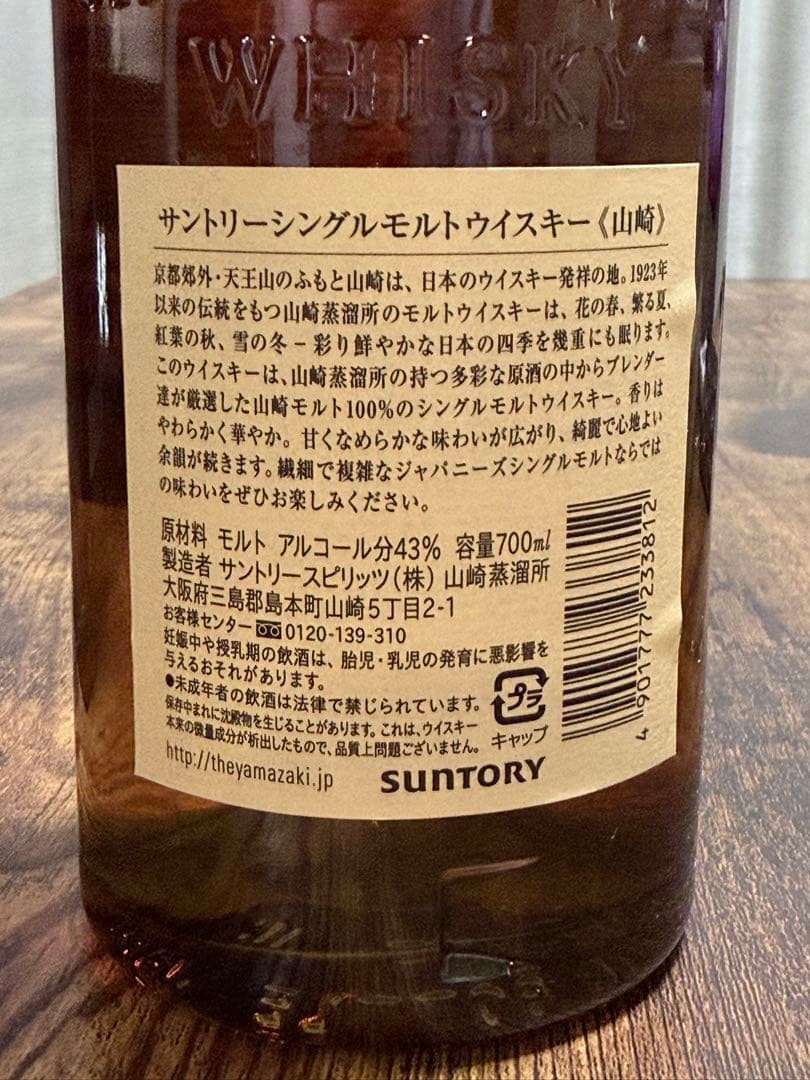 WHISKY
サントリーシングルモルトウイスキー《山崎》
京都郊外・天王山のふもと山崎は、日本のウイスキー発祥の地。1923年
以来の伝統をもつ山崎蒸溜所のモルトウイスキーは、花の春、繁る夏、
紅葉の秋、雪の冬－彩り鮮やかな日本の四季を幾重にも眠ります。
このウイスキーは、山崎蒸溜所の持つ多彩な原酒の中からブレンダー
達が厳選した山崎モルト100%のシングルモルトウイスキー。香りは
やわらかく華やか。甘くなめらかな味わいが広がり、綺麗で心地よい
余韻が続きます。繊細で複雑なジャパニーズシングルモルトならでは
の味わいをぜひお楽しみください。
原材料 モルト アルコール分43% 容量700ml
製造者 サントリースピリッツ(株) 山崎蒸溜所
大阪府三島郡島本町山崎5丁目2-1
お客様センター 0120-139-310
妊娠中や授乳期の飲酒は、胎児・乳児の発育に悪影響を
与えるおそれがあります。
●未成年者の飲酒は法律で禁じられています。
保存中まれに沈殿物を生じることがあります。これは、ウイスキー
本来の微量成分が析出したもので、品質上問題ございません。
http://theyamazaki.jp
SUNTORY
プラ
キャップ
4 901777 233812